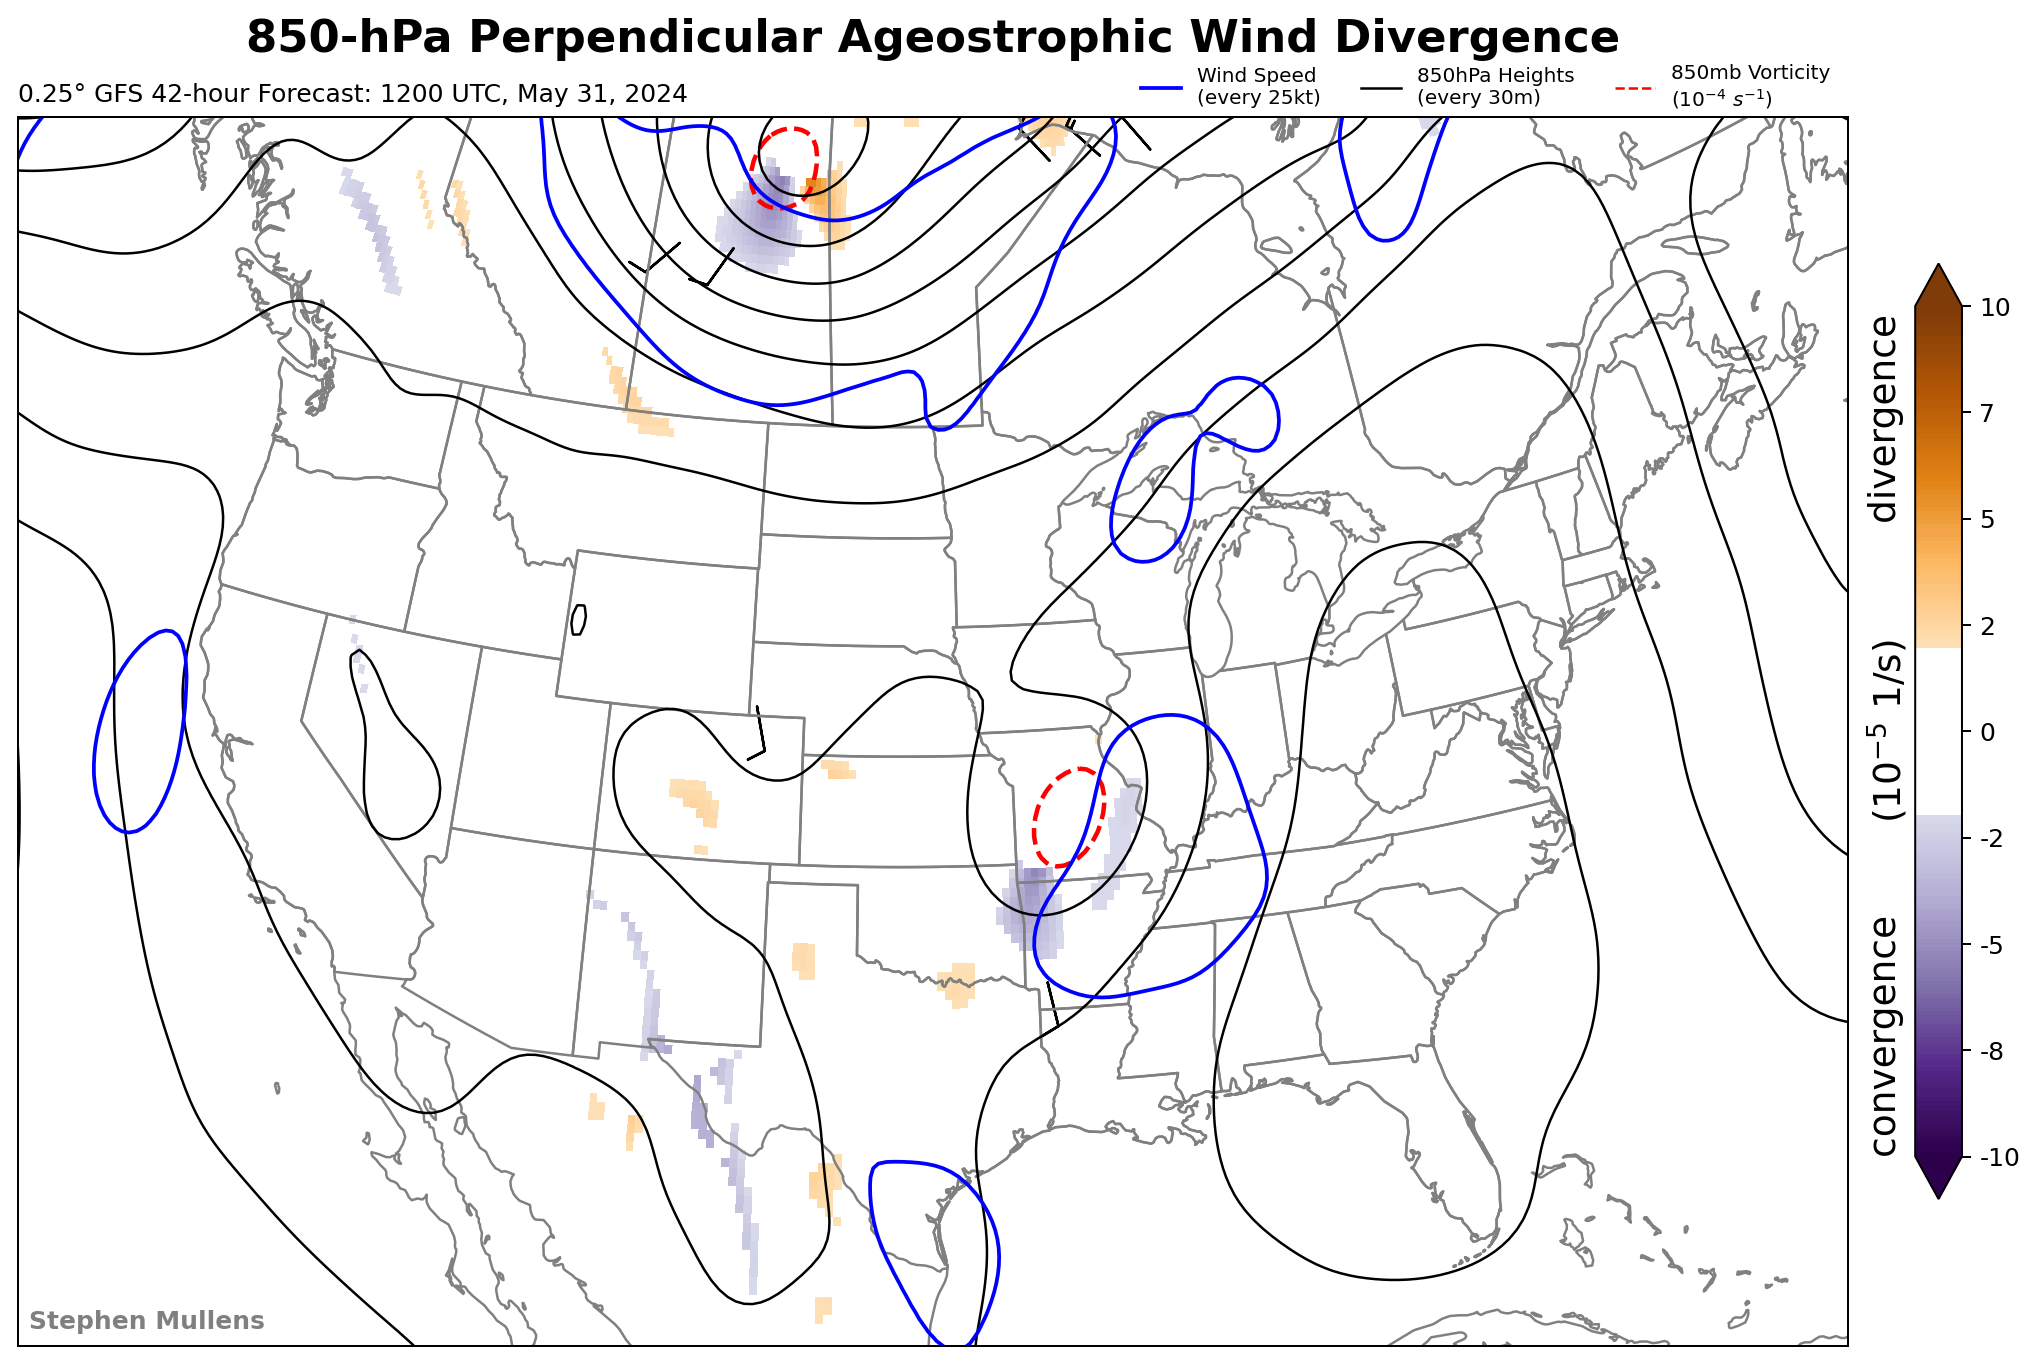 850-hPa Perpendicular Ageostrophic Wind Divergence
0.25° GFS 42-hour Forecast: 1200 UTC, May 31, 2024
Wind Speed
(every 25kt)
850hPa Heights
(every 30m)
850mb Vorticity
(10⁻⁴ s⁻¹)
divergence
(10⁻⁵ 1/s)
convergence
10
7
5
2
0
-2
-5
-8
-10
Stephen Mullens